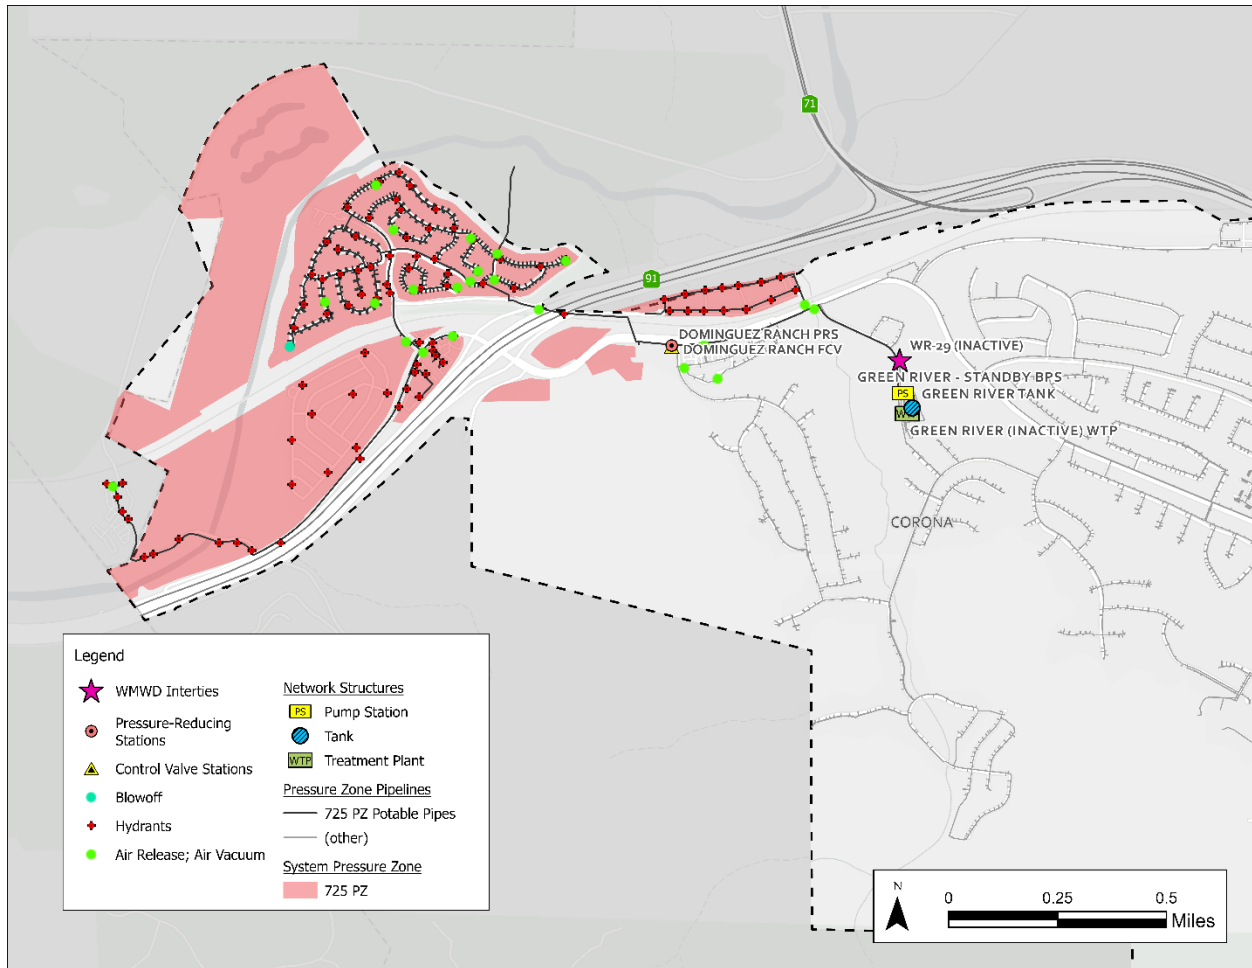 71
91
DOMINGUEZ RANCH PRS
DOMINGUEZ RANCH FCV
WR-29 (INACTIVE)
GREEN RIVER - STANDBY BPS
PS
GREEN RIVER TANK
WTP
GREEN RIVER (INACTIVE) WTP
CORONA
Legend
WMWD Interties
Pressure-Reducing
Stations
Control Valve Stations
Blowoff
Hydrants
Air Release; Air Vacuum
Network Structures
PS Pump Station
Tank
WTP Treatment Plant
Pressure Zone Pipelines
725 PZ Potable Pipes
(other)
System Pressure Zone
725 PZ
N
0 0.25 0.5
Miles